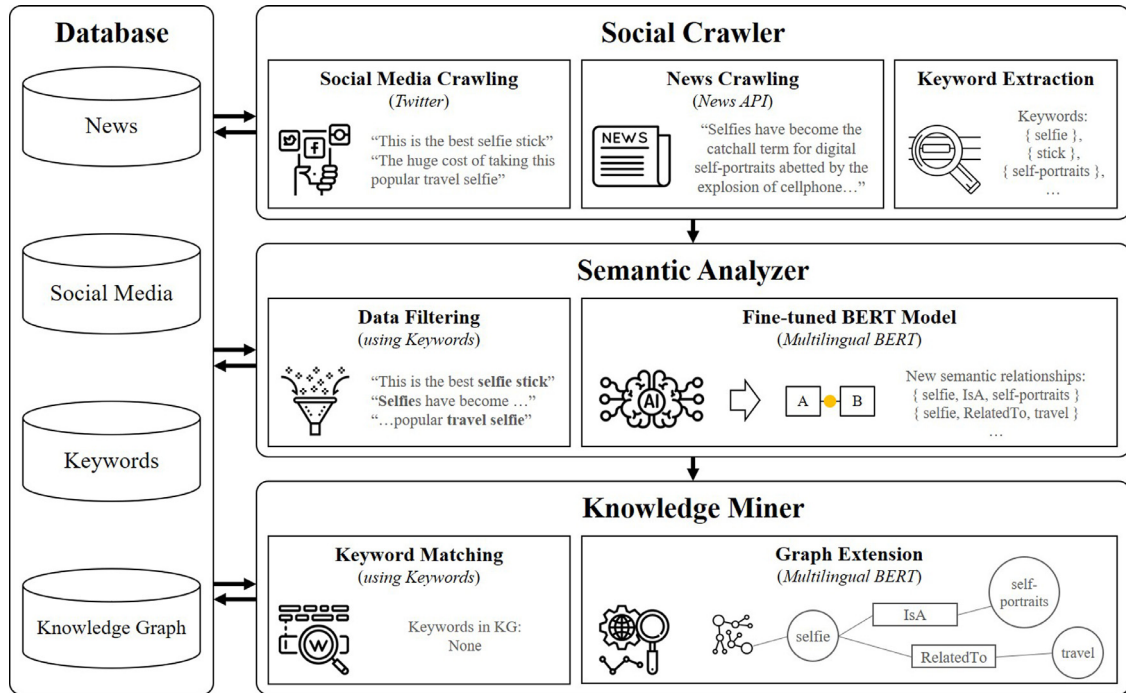 Database
News
Social Media
Keywords
Knowledge Graph
Social Crawler
Social Media Crawling
(Twitter)
“This is the best selfie stick”
“The huge cost of taking this
popular travel selfie”
News Crawling
(News API)
NEWS
“Selfies have become the
catchall term for digital
self-portraits abetted by the
explosion of cellphone…”
Keyword Extraction
Keywords:
{ selfie },
{ stick },
{ self-portraits },
…
Semantic Analyzer
Data Filtering
(using Keywords)
“This is the best selfie stick”
“Selfies have become …”
“…popular travel selfie”
Fine-tuned BERT Model
(Multilingual BERT)
AI
A
B
New semantic relationships:
{ selfie, IsA, self-portraits }
{ selfie, RelatedTo, travel }
…
Knowledge Miner
Keyword Matching
(using Keywords)
W
Keywords in KG:
None
Graph Extension
(Multilingual BERT)
selfie
IsA
self-
portraits
RelatedTo
travel